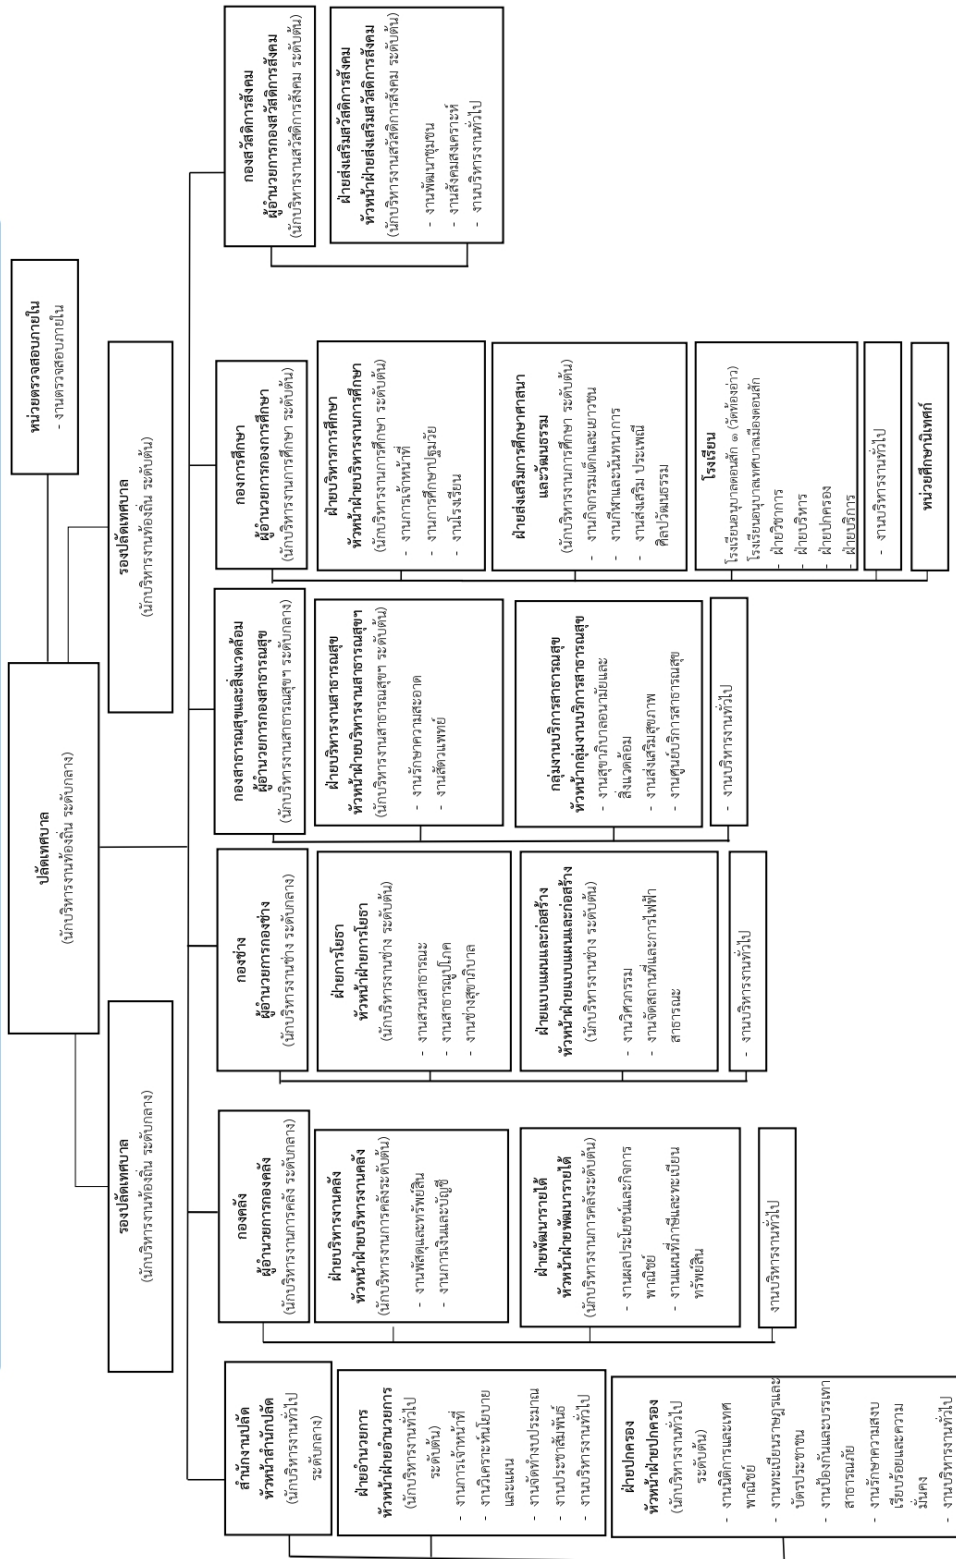 หน่วยตรวจสอบภายใน
- งานตรวจสอบภายใน
ปลัดเทศบาล
(นักบริหารงานท้องถิ่น ระดับกลาง)
รองปลัดเทศบาล
(นักบริหารงานท้องถิ่น ระดับกลาง)
รองปลัดเทศบาล
(นักบริหารงานท้องถิ่น ระดับต้น)
สำนักงานปลัด
หัวหน้าสำนักปลัด
(นักบริหารงานทั่วไป
ระดับกลาง)
ฝ่ายอำนวยการ
หัวหน้าฝ่ายอำนวยการ
(นักบริหารงานทั่วไป
ระดับต้น)
- งานการเจ้าหน้าที่
- งานวิเคราะห์นโยบาย
และแผน
- งานจัดทำงบประมาณ
- งานประชาสัมพันธ์
- งานบริหารงานทั่วไป
ฝ่ายปกครอง
หัวหน้าฝ่ายปกครอง
(นักบริหารงานทั่วไป
ระดับต้น)
- งานนิติการและเทศ
พาณิชย์
- งานทะเบียนราษฎรและ
บัตรประชาชน
- งานป้องกันและบรรเทา
สาธารณภัย
- งานรักษาความสงบ
เรียบร้อยและความ
มั่นคง
- งานบริหารงานทั่วไป
กองคลัง
ผู้อำนวยการกองคลัง
(นักบริหารงานการคลัง ระดับกลาง)
ฝ่ายบริหารงานคลัง
หัวหน้าฝ่ายบริหารงานคลัง
(นักบริหารงานการคลังระดับต้น)
- งานพัสดุและทรัพย์สิน
- งานการเงินและบัญชี
ฝ่ายพัฒนารายได้
หัวหน้าฝ่ายพัฒนารายได้
(นักบริหารงานการคลังระดับต้น)
- งานผลประโยชน์และกิจการ
พาณิชย์
- งานแผนที่ภาษีและทะเบียน
ทรัพย์สิน
งานบริหารงานทั่วไป
กองช่าง
ผู้อำนวยการกองช่าง
(นักบริหารงานช่าง ระดับกลาง)
ฝ่ายการโยธา
หัวหน้าฝ่ายการโยธา
(นักบริหารงานช่าง ระดับต้น)
- งานสวนสาธารณะ
- งานสาธารณูปโภค
- งานช่างสุขาภิบาล
ฝ่ายแบบแผนและก่อสร้าง
หัวหน้าฝ่ายแบบแผนและก่อสร้าง
(นักบริหารงานช่าง ระดับต้น)
- งานวิศวกรรม
- งานจัดสถานที่และการไฟฟ้า
สาธารณะ
- งานบริหารงานทั่วไป
กองสาธารณสุขและสิ่งแวดล้อม
ผู้อำนวยการกองสาธารณสุข
(นักบริหารงานสาธารณสุขฯ ระดับกลาง)
ฝ่ายบริหารงานสาธารณสุข
หัวหน้าฝ่ายบริหารงานสาธารณสุขฯ
(นักบริหารงานสาธารณสุขฯ ระดับต้น)
- งานรักษาความสะอาด
- งานสัตวแพทย์
กลุ่มงานบริการสาธารณสุข
หัวหน้ากลุ่มงานบริการสาธารณสุข
- งานสุขาภิบาลอนามัยและ
สิ่งแวดล้อม
- งานส่งเสริมสุขภาพ
- งานศูนย์บริการสาธารณสุข
- งานบริหารงานทั่วไป
กองการศึกษา
ผู้อำนวยการกองการศึกษา
(นักบริหารงานการศึกษา ระดับต้น)
ฝ่ายบริหารการศึกษา
หัวหน้าฝ่ายบริหารงานการศึกษา
(นักบริหารงานการศึกษา ระดับต้น)
- งานการเจ้าหน้าที่
- งานการศึกษาปฐมวัย
- งานโรงเรียน
ฝ่ายส่งเสริมการศึกษาศาสนา
และวัฒนธรรม
(นักบริหารงานการศึกษา ระดับต้น)
- งานกิจกรรมเด็กและเยาวชน
- งานกีฬาและนันทนาการ
- งานส่งเสริม ประเพณี
ศิลปวัฒนธรรม
โรงเรียน
โรงเรียนอนุบาลดอนสัก ๑ (วัดท้องอ่าว)
โรงเรียนอนุบาลเทศบาลเมืองดอนสัก
- ฝ่ายวิชาการ
- ฝ่ายบริหาร
- ฝ่ายปกครอง
- ฝ่ายบริการ
- งานบริหารงานทั่วไป
หน่วยศึกษานิเทศก์
กองสวัสดิการสังคม
ผู้อำนวยการกองสวัสดิการสังคม
(นักบริหารงานสวัสดิการสังคม ระดับต้น)
ฝ่ายส่งเสริมสวัสดิการสังคม
หัวหน้าฝ่ายส่งเสริมสวัสดิการสังคม
(นักบริหารงานสวัสดิการสังคม ระดับต้น)
- งานพัฒนาชุมชน
- งานสังคมสงเคราะห์
- งานบริหารงานทั่วไป